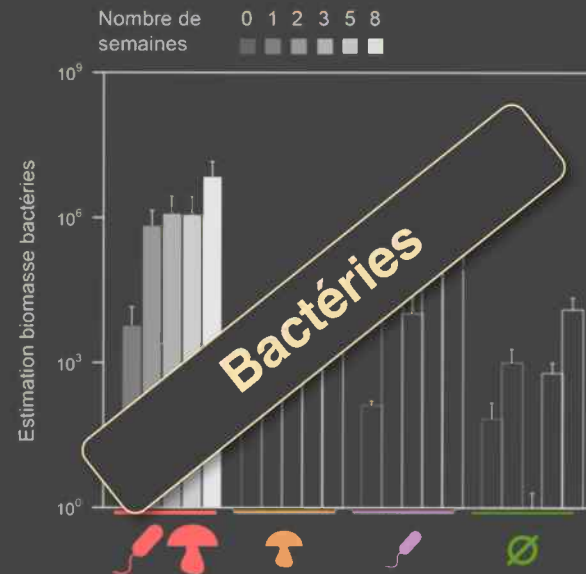 Nombre de
semaines
0 1 2 3 5 8
10⁹
10⁶
10³
10⁰
Estimation biomasse bactéries
Bactéries